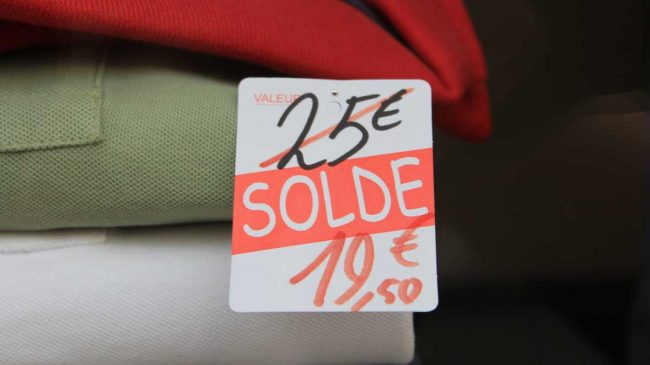 VALEUR
25€
SOLDE
19,50€